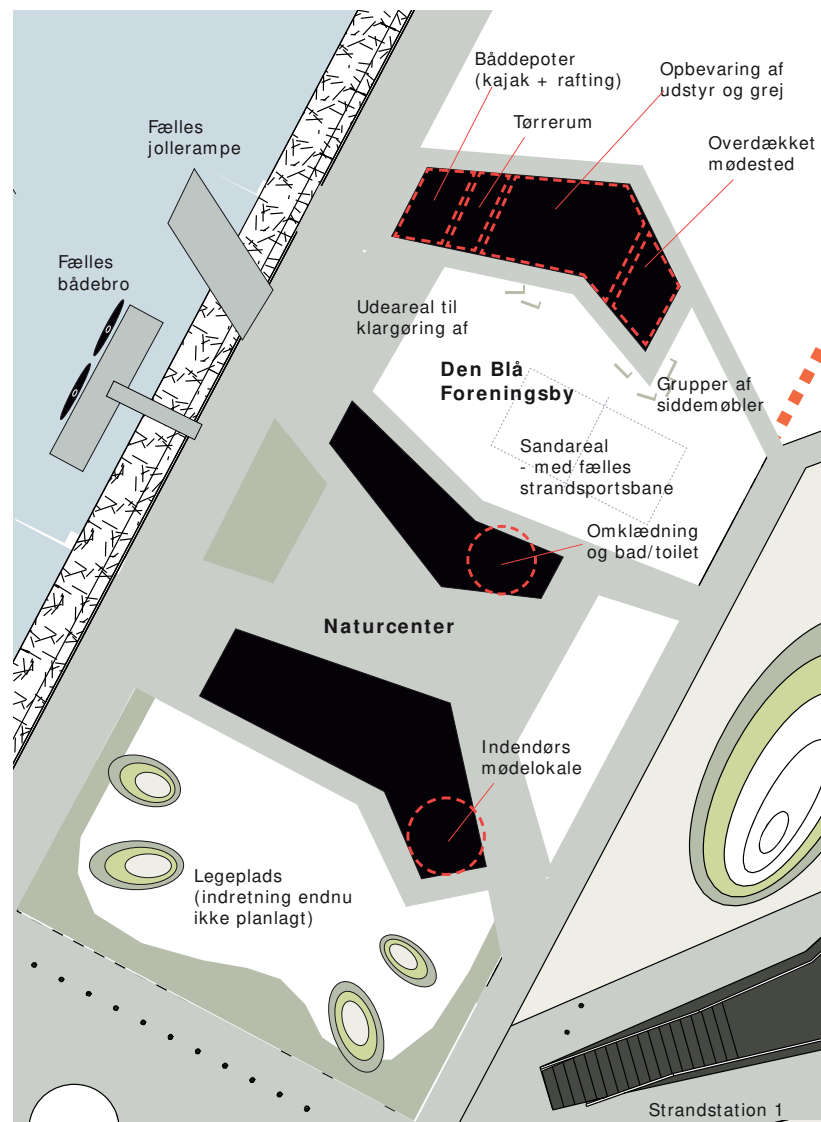 Båddepoter
(kajak + rafting)
Opbevaring af
udstyr og grej
Tørrerum
Overdækket
mødested
Fælles
jollerampe
Fælles
bådebro
Udeareal til
klargøring af
Den Blå
Foreningsby
Grupper af
siddemøbler
Sandareal
- med fælles
strandsportsbane
Omklædning
og bad/toilet
Naturcenter
Indendørs
mødelokale
Legeplads
(indretning endnu
ikke planlagt)
Strandstation 1